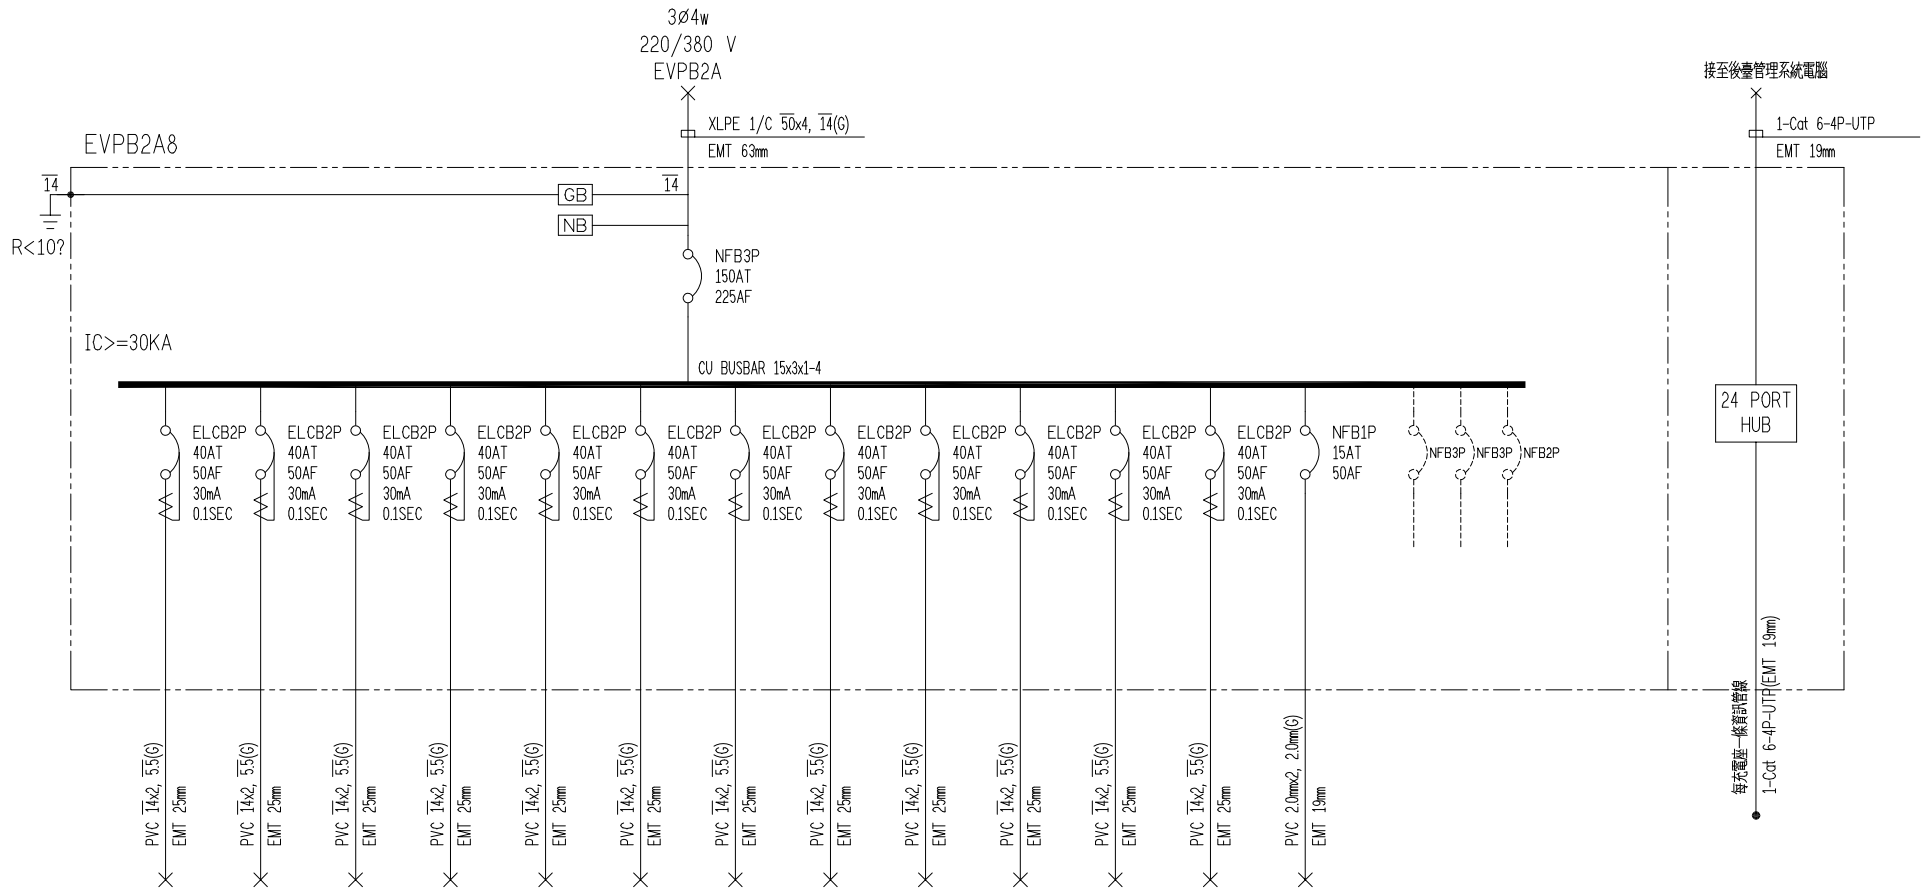 3Ø4w
220/380 V
EVPB2A
XLPE 1/C 50x4, 14(G)
EMT 63mm
接至後臺管理系統電腦
1-Cat 6-4P-UTP
EMT 19mm
EVPB2A8
14
GB
14
NB
R<10?
NFB3P
150AT
225AF
IC>=30KA
CU BUSBAR 15x3x1-4
ELCB2P
40AT
50AF
30mA
0.1SEC
ELCB2P
40AT
50AF
30mA
0.1SEC
ELCB2P
40AT
50AF
30mA
0.1SEC
ELCB2P
40AT
50AF
30mA
0.1SEC
ELCB2P
40AT
50AF
30mA
0.1SEC
ELCB2P
40AT
50AF
30mA
0.1SEC
ELCB2P
40AT
50AF
30mA
0.1SEC
ELCB2P
40AT
50AF
30mA
0.1SEC
ELCB2P
40AT
50AF
30mA
0.1SEC
ELCB2P
40AT
50AF
30mA
0.1SEC
ELCB2P
40AT
50AF
30mA
0.1SEC
ELCB2P
40AT
50AF
30mA
0.1SEC
NFB1P
15AT
50AF
NFB3P
NFB3P
NFB2P
24 PORT
HUB
PVC 14x2, 5.5(G)
EMT 25mm
PVC 14x2, 5.5(G)
EMT 25mm
PVC 14x2, 5.5(G)
EMT 25mm
PVC 14x2, 5.5(G)
EMT 25mm
PVC 14x2, 5.5(G)
EMT 25mm
PVC 14x2, 5.5(G)
EMT 25mm
PVC 14x2, 5.5(G)
EMT 25mm
PVC 14x2, 5.5(G)
EMT 25mm
PVC 14x2, 5.5(G)
EMT 25mm
PVC 14x2, 5.5(G)
EMT 25mm
PVC 14x2, 5.5(G)
EMT 25mm
PVC 14x2, 5.5(G)
EMT 25mm
PVC 2.0mmx2, 2.0mm(G)
EMT 19mm
每充電座一條資訊管線
1-Cat 6-4P-UTP(EMT 19mm)